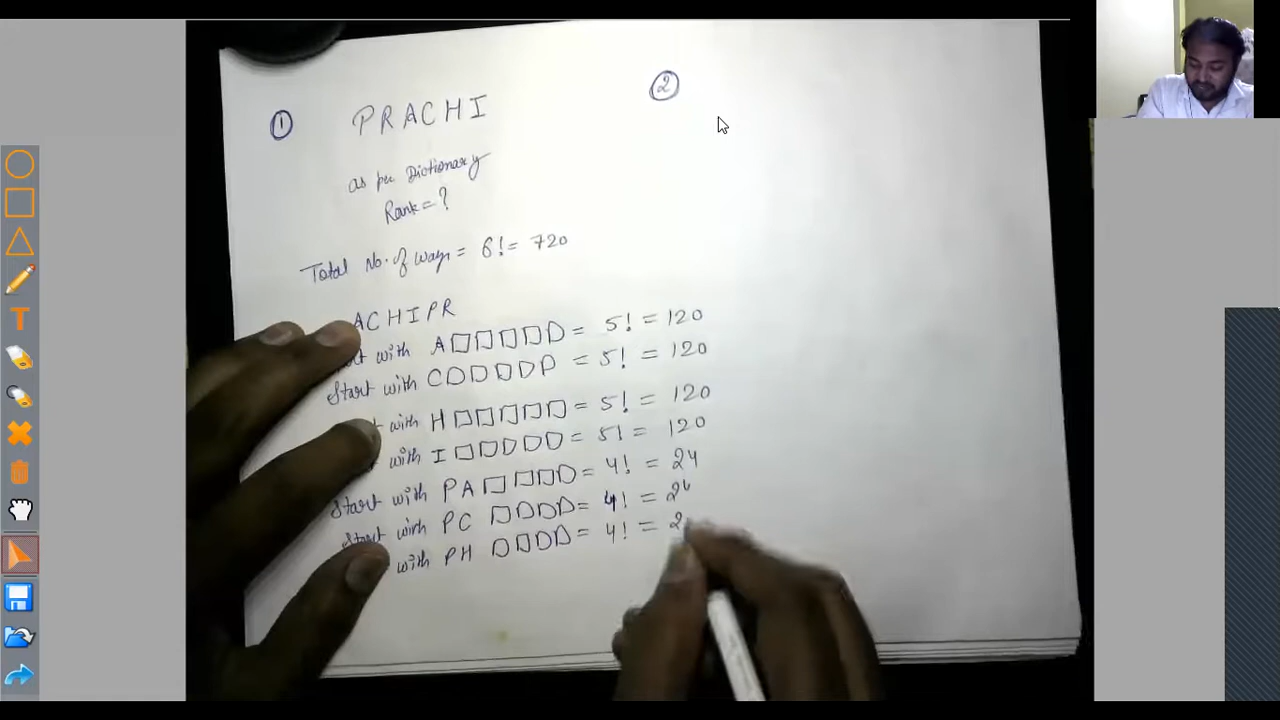 ① PRACHI
as per Dictionary
Rank = ?
Total No. of ways = 6! = 720
ACHIPR
with A□□□□□ = 5! = 120
Start with C□□□□□ = 5! = 120
with H□□□□□ = 5! = 120
with I□□□□□ = 5! = 120
Start with PA□□□□ = 4! = 24
Start with PC□□□□ = 4! = 24
with PH□□□□ = 4! = 2
②
T